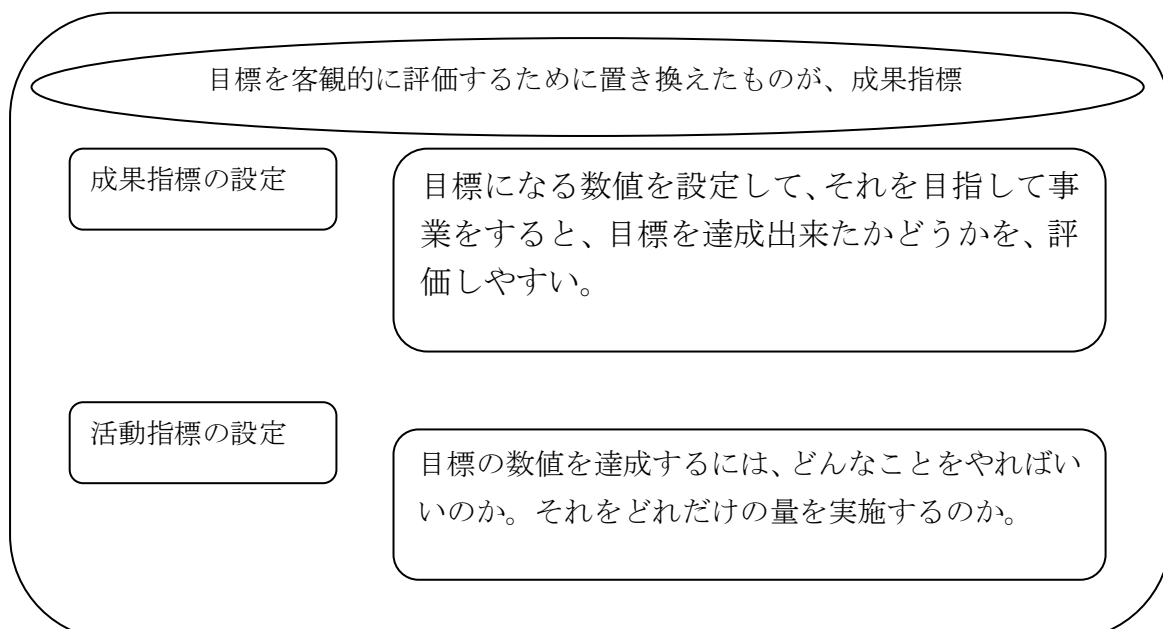 目標を客観的に評価するために置き換えたものが、成果指標
成果指標の設定
目標になる数値を設定して、それを目指して事
業をすると、目標を達成出来たかどうかを、評
価しやすい。
活動指標の設定
目標の数値を達成するには、どんなことをやればい
いのか。それをどれだけの量を実施するのか。